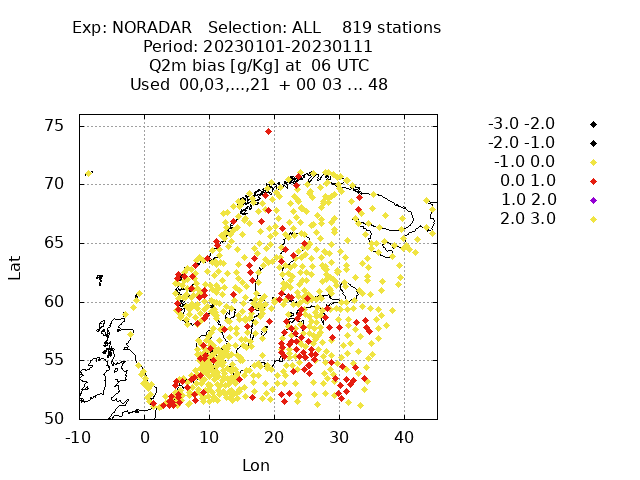 Exp: NORADAR   Selection: ALL    819 stations
Period: 20230101-20230111
Q2m bias [g/Kg] at  06 UTC
Used  00,03,...,21  + 00 03 ... 48
-3.0 -2.0
-2.0 -1.0
-1.0 0.0
0.0 1.0
1.0 2.0
2.0 3.0
75
70
65
60
55
50
Lat
-10 0 10 20 30 40
Lon